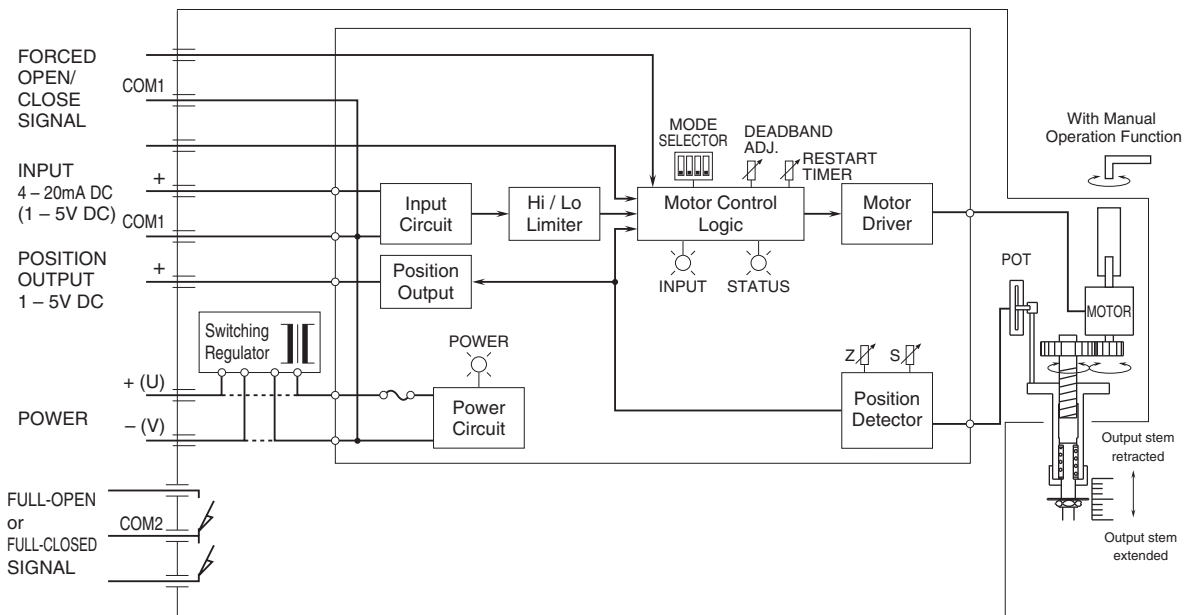 FORCED
OPEN/
CLOSE
SIGNAL
COM1
INPUT
4 – 20mA DC
(1 – 5V DC)
+
COM1
POSITION
OUTPUT
1 – 5V DC
+
Switching
Regulator
POWER
+ (U)
– (V)
FULL-OPEN
or
FULL-CLOSED
SIGNAL
COM2
Input
Circuit
Hi / Lo
Limiter
MODE
SELECTOR
DEADBAND
ADJ.
RESTART
TIMER
Motor Control
Logic
INPUT
STATUS
Motor
Driver
Position
Output
POWER
Power
Circuit
Z
S
Position
Detector
With Manual
Operation Function
POT
MOTOR
Output stem
retracted
Output stem
extended